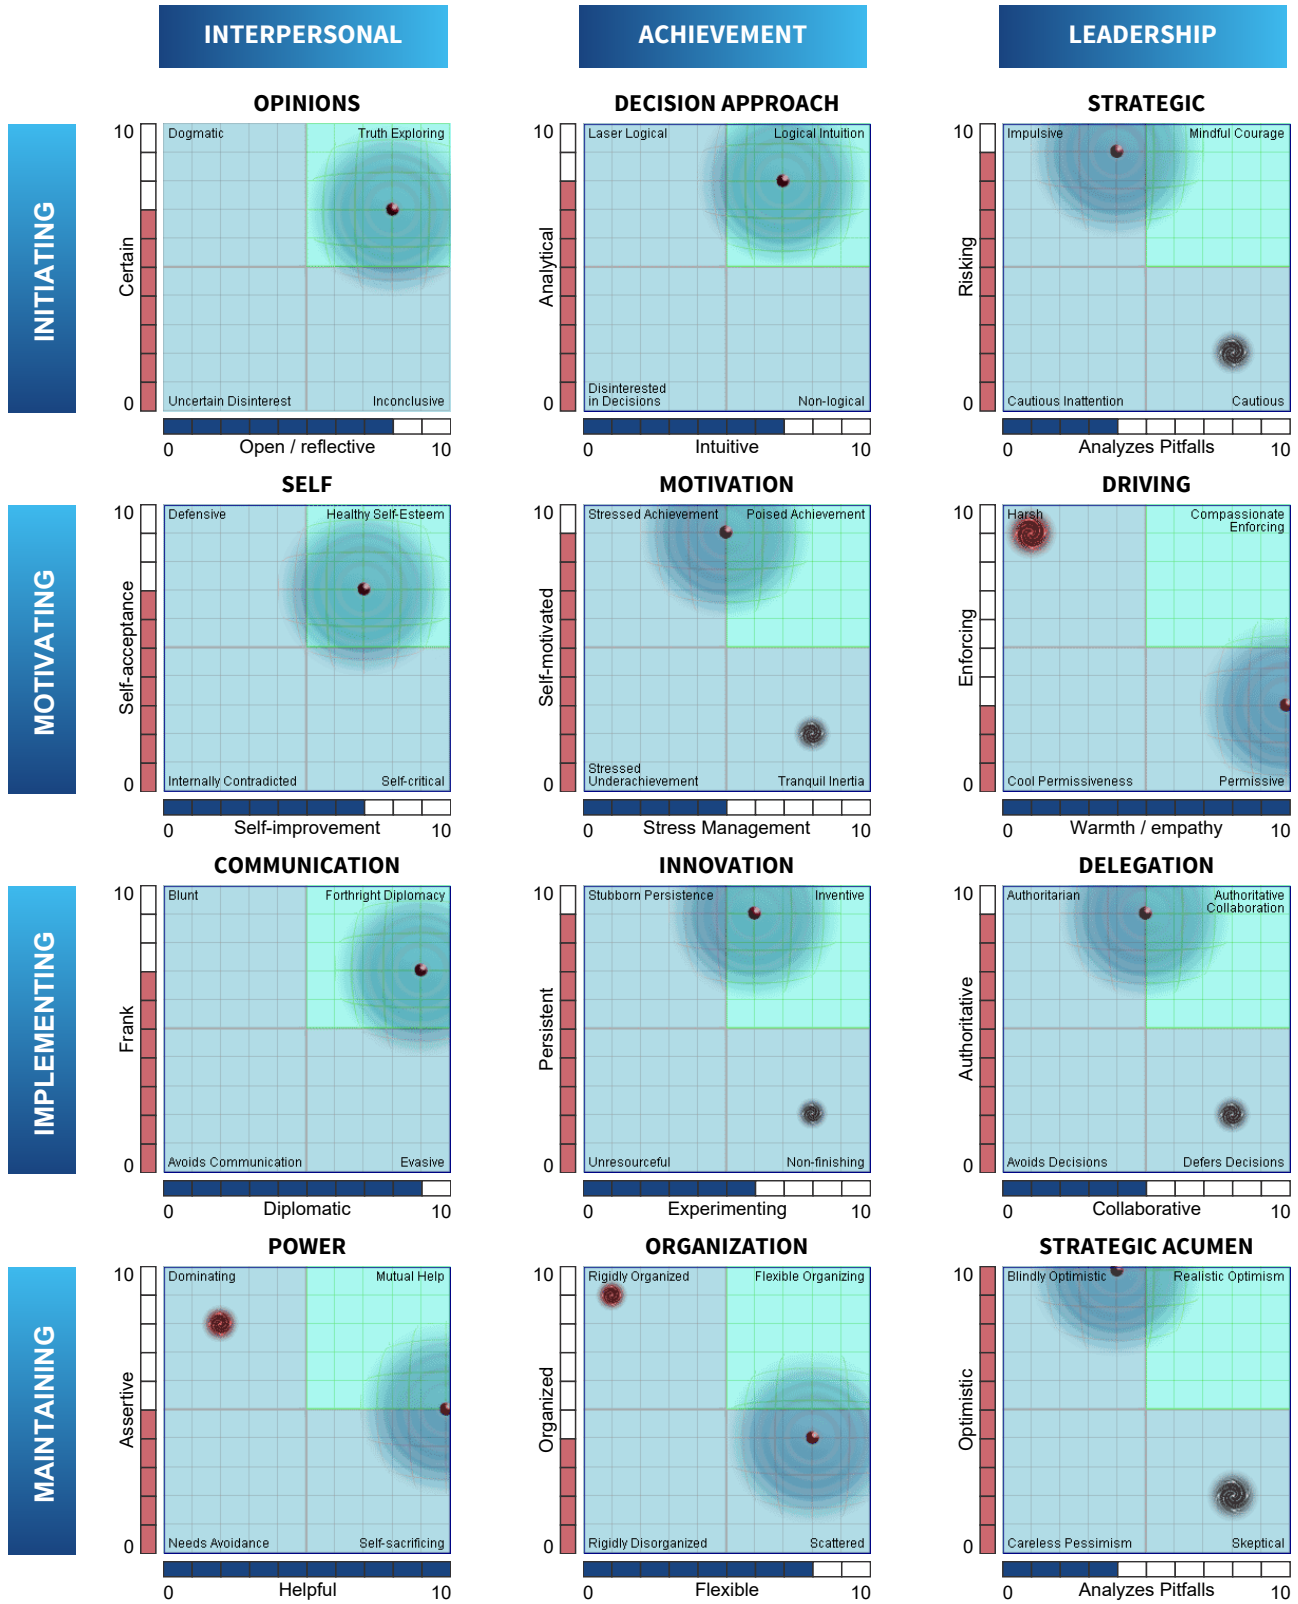 INTERPERSONAL
ACHIEVEMENT
LEADERSHIP
INITIATING
OPINIONS
10
Dogmatic
Truth Exploring
Certain
0
Uncertain Disinterest
Inconclusive
0
Open / reflective
10
DECISION APPROACH
10
Laser Logical
Logical Intuition
Analytical
0
Disinterested
in Decisions
Non-logical
0
Intuitive
10
STRATEGIC
10
Impulsive
Mindful Courage
Risking
0
Cautious Inattention
Cautious
0
Analyzes Pitfalls
10
MOTIVATING
SELF
10
Defensive
Healthy Self-Esteem
Self-acceptance
0
Internally Contradicted
Self-critical
0
Self-improvement
10
MOTIVATION
10
Stressed Achievement
Poised Achievement
Self-motivated
0
Stressed
Underachievement
Tranquil Inertia
0
Stress Management
10
DRIVING
10
Harsh
Compassionate
Enforcing
Enforcing
0
Cool Permissiveness
Permissive
0
Warmth / empathy
10
IMPLEMENTING
COMMUNICATION
10
Blunt
Forthright Diplomacy
Frank
0
Avoids Communication
Evasive
0
Diplomatic
10
INNOVATION
10
Stubborn Persistence
Inventive
Persistent
0
Unresourceful
Non-finishing
0
Experimenting
10
DELEGATION
10
Authoritarian
Authoritative
Collaboration
Authoritative
0
Avoids Decisions
Defers Decisions
0
Collaborative
10
MAINTAINING
POWER
10
Dominating
Mutual Help
Assertive
0
Needs Avoidance
Self-sacrificing
0
Helpful
10
ORGANIZATION
10
Rigidly Organized
Flexible Organizing
Organized
0
Rigidly Disorganized
Scattered
0
Flexible
10
STRATEGIC ACUMEN
10
Blindly Optimistic
Realistic Optimism
Optimistic
0
Careless Pessimism
Skeptical
0
Analyzes Pitfalls
10